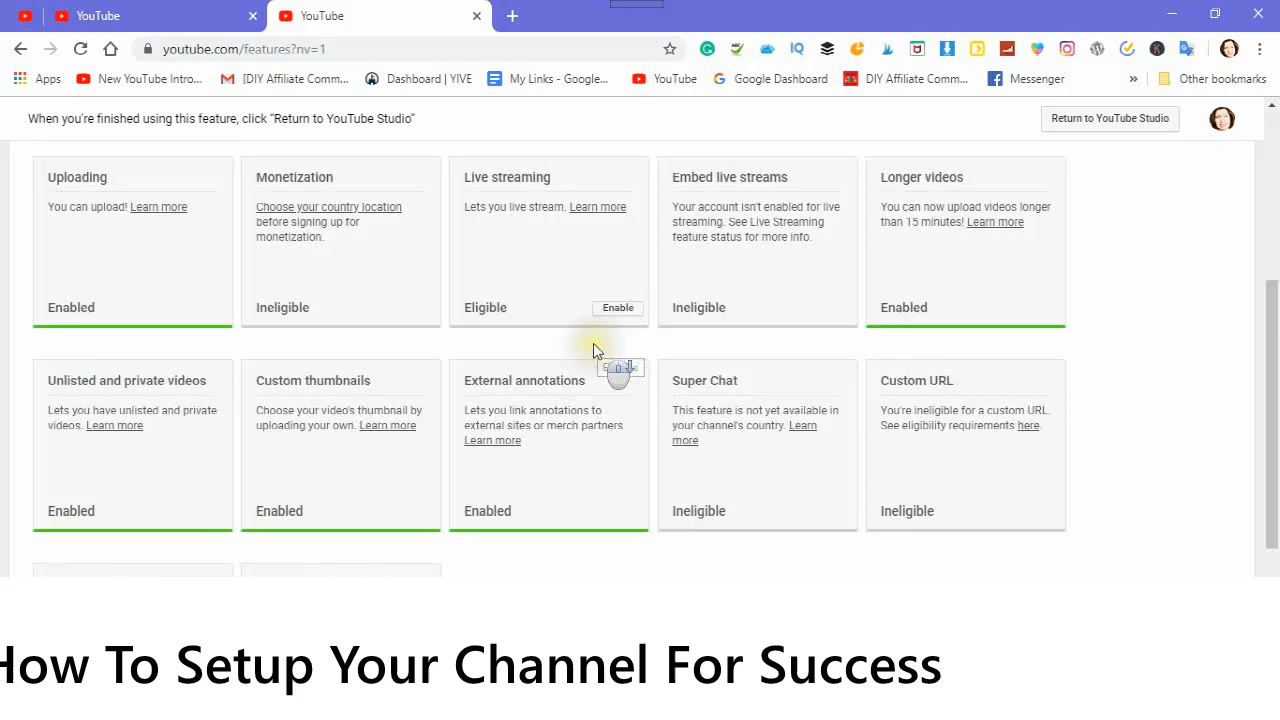 YouTube
YouTube
youtube.com/features?nv=1
Apps
New YouTube Intro...
[DIY Affiliate Comm...
Dashboard | YIVE
My Links - Google...
YouTube
Google Dashboard
DIY Affiliate Comm...
Messenger
»
Other bookmarks
When you're finished using this feature, click "Return to YouTube Studio"
Return to YouTube Studio
Uploading
You can upload! Learn more
Enabled
Monetization
Choose your country location
before signing up for
monetization.
Ineligible
Live streaming
Lets you live stream. Learn more
Eligible
Enable
Embed live streams
Your account isn't enabled for live
streaming. See Live Streaming
feature status for more info.
Ineligible
Longer videos
You can now upload videos longer
than 15 minutes! Learn more
Enabled
Unlisted and private videos
Lets you have unlisted and private
videos. Learn more
Enabled
Custom thumbnails
Choose your video's thumbnail by
uploading your own. Learn more
Enabled
External annotations
Lets you link annotations to
external sites or merch partners
Learn more
Enabled
Super Chat
This feature is not yet available in
your channel's country. Learn
more
Ineligible
Custom URL
You're ineligible for a custom URL.
See eligibility requirements here.
Ineligible
How To Setup Your Channel For Success